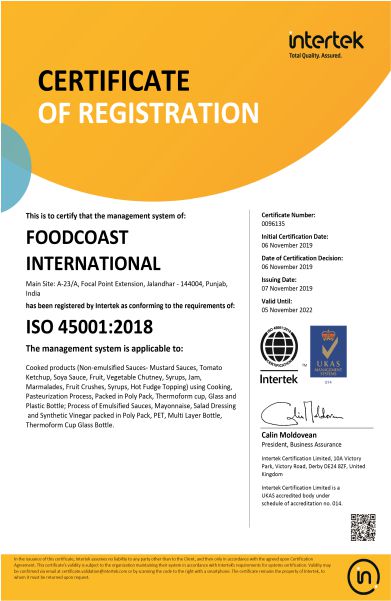 intertek
Total Quality. Assured.
CERTIFICATE
OF REGISTRATION
This is to certify that the management system of:
FOODCOAST
INTERNATIONAL
Main Site: A-23/A, Focal Point Extension, Jalandhar - 144004, Punjab,
India
has been registered by Intertek as conforming to the requirements of:
ISO 45001:2018
The management system is applicable to:
Cooked products (Non-emulsified Sauces- Mustard Sauces, Tomato
Ketchup, Soya Sauce, Fruit, Vegetable Chutney, Syrups, Jam,
Marmalades, Fruit Crushes, Syrups, Hot Fudge Topping) using Cooking,
Pasteurization Process, Packed in Poly Pack, Thermoform cup, Glass and
Plastic Bottle; Process of Emulsified Sauces, Mayonnaise, Salad Dressing
and Synthetic Vinegar packed in Poly Pack, PET, Multi Layer Bottle,
Thermoform Cup Glass Bottle.
Certificate Number:
0096135
Initial Certification Date:
06 November 2019
Date of Certification Decision:
06 November 2019
Issuing Date:
07 November 2019
Valid Until:
05 November 2022
ISO 45001:2018
Intertek
TM
UKAS
MANAGEMENT
SYSTEMS
014
Calin Moldovean
Calin Moldovean
President, Business Assurance
Intertek Certification Limited, 10A Victory
Park, Victory Road, Derby DE24 8ZF, United
Kingdom
Intertek Certification Limited is a
UKAS accredited body under
schedule of accreditation no. 014.
In the issuance of this certificate, Intertek assumes no liability to any party other than to the Client, and then only in accordance with the agreed upon Certification
Agreement. This certificate's validity is subject to the organisation maintaining their system in accordance with Intertek's requirements for systems certification. Validity may
be confirmed via email at certificate.validation@intertek.com or by scanning the code to the right with a smartphone. The certificate remains the property of Intertek, to
whom it must be returned upon request.